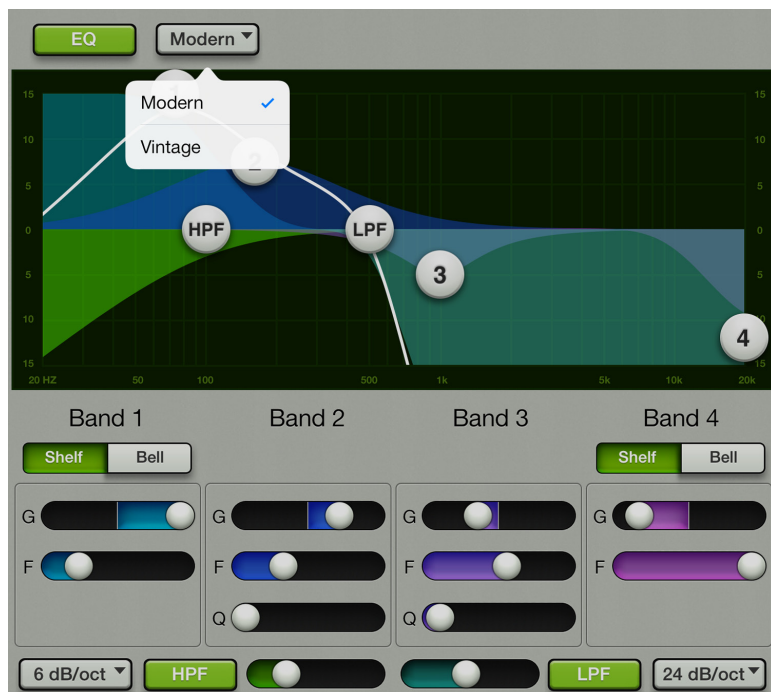 EQ Modern
Modern
Vintage
1
2
HPF LPF
3
4
15 15
10 10
5 5
0 0
5 5
10 10
15 15
20 HZ 50 100 500 1k 5k 10k 20k
Band 1 Band 2 Band 3 Band 4
Shelf Bell Shelf Bell
G G G G
F F F F
Q Q
6 dB/oct HPF LPF 24 dB/oct